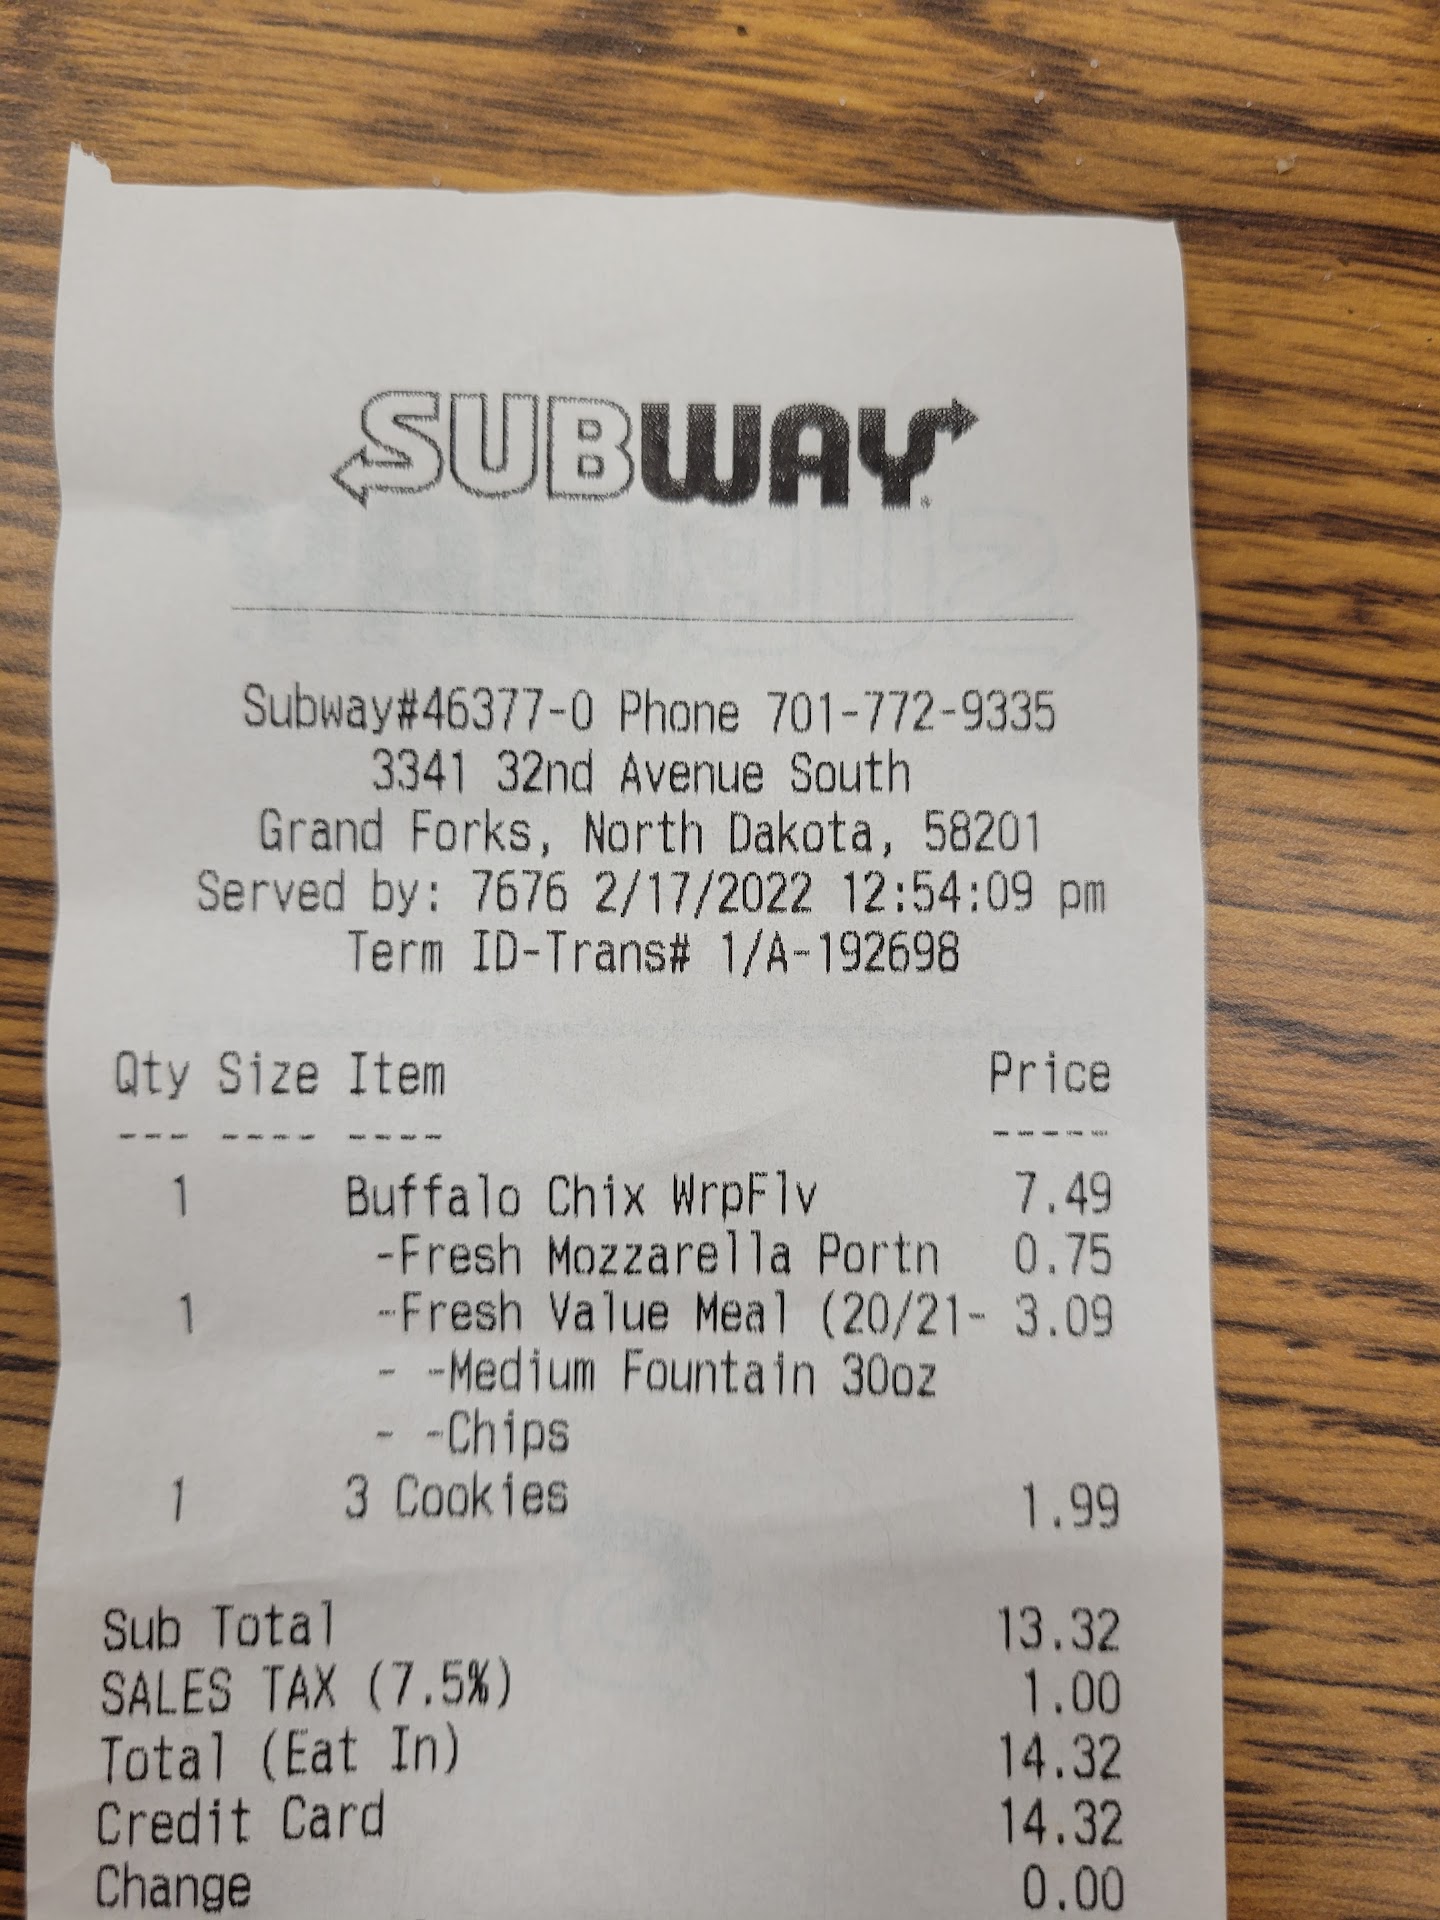 SUBWAY
Subway#46377-0 Phone 701-772-9335
3341 32nd Avenue South
Grand Forks, North Dakota, 58201
Served by: 7676 2/17/2022 12:54:09 pm
Term ID-Trans# 1/A-192698
Qty Size Item Price
--- ---- ---- -----
1 Buffalo Chix WrpFlv 7.49
-Fresh Mozzarella Portn 0.75
1 -Fresh Value Meal (20/21- 3.09
- -Medium Fountain 30oz
- -Chips
1 3 Cookies 1.99
Sub Total 13.32
SALES TAX (7.5%) 1.00
Total (Eat In) 14.32
Credit Card 14.32
Change 0.00